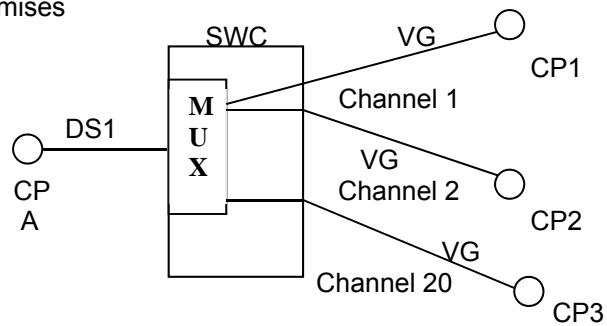 mises
SWC
VG
CP1
Channel 1
M
U
X
DS1
VG
Channel 2
CP
A
CP2
VG
Channel 20
CP3